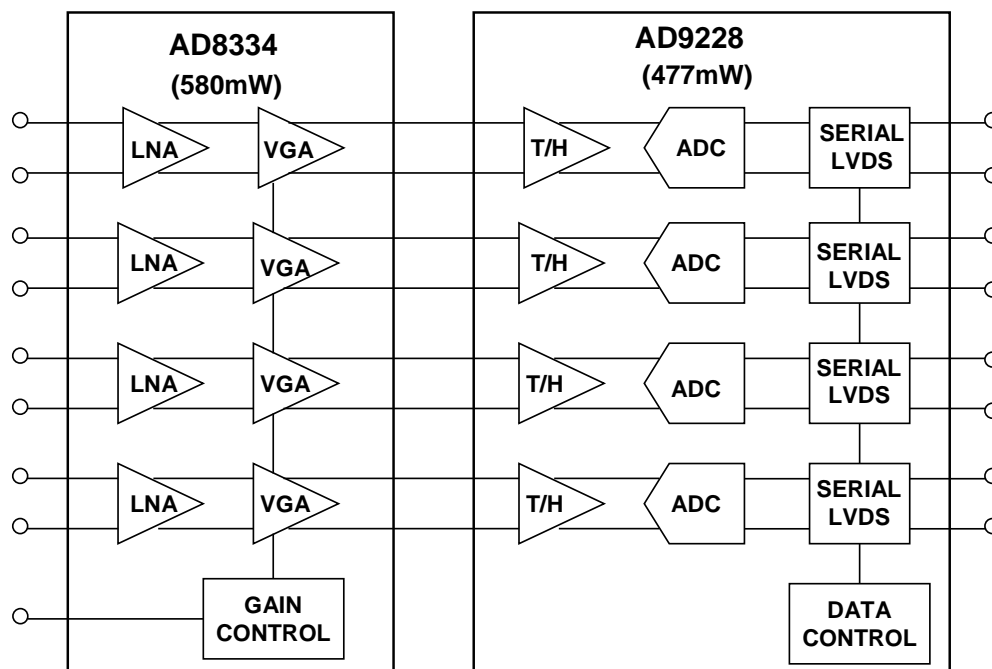 AD8334
(580mW)
AD9228
(477mW)
LNA
VGA
T/H
ADC
SERIAL
LVDS
LNA
VGA
T/H
ADC
SERIAL
LVDS
LNA
VGA
T/H
ADC
SERIAL
LVDS
LNA
VGA
T/H
ADC
SERIAL
LVDS
GAIN
CONTROL
DATA
CONTROL